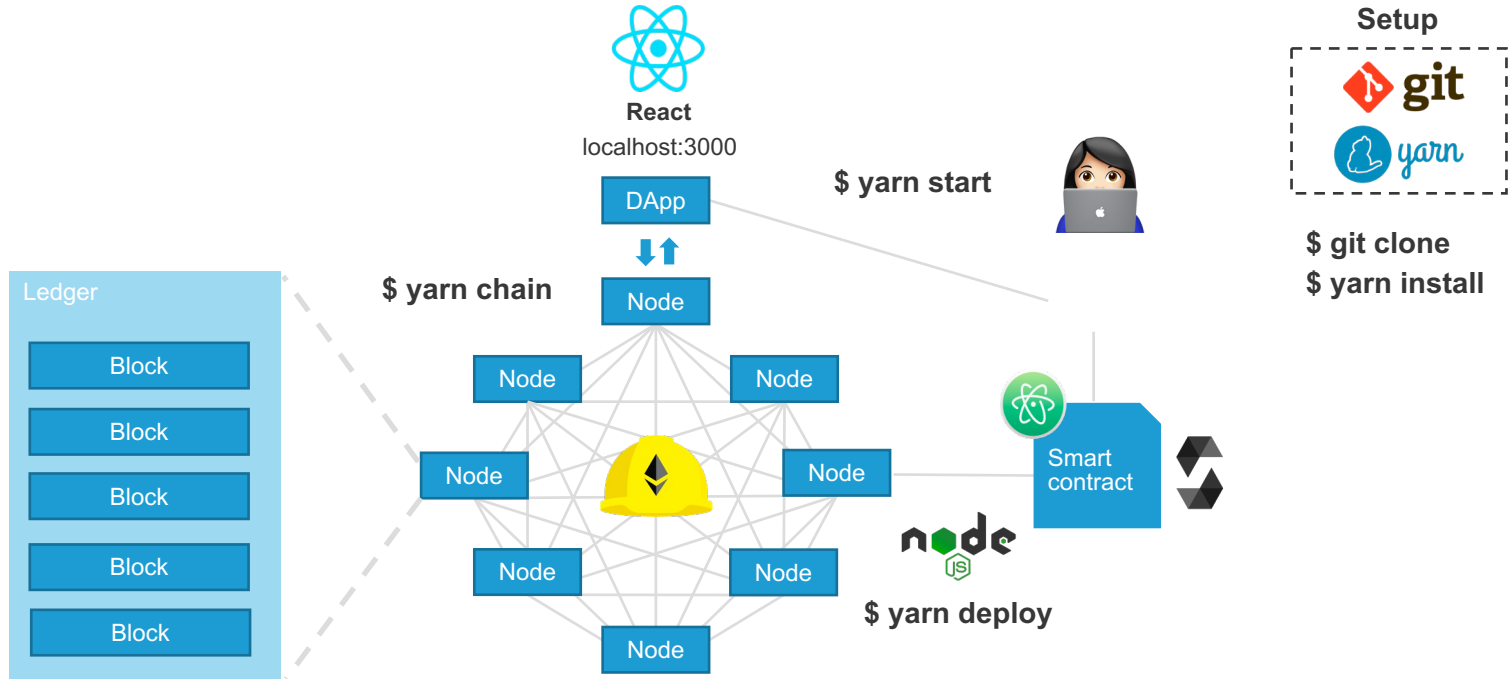 Setup
git
yarn
$ git clone
$ yarn install
React
localhost:3000
DApp
$ yarn start
$ yarn chain
Ledger
Block
Block
Block
Block
Block
Node
Node
Node
Node
Node
Node
Node
Node
Smart
contract
node
JS
$ yarn deploy